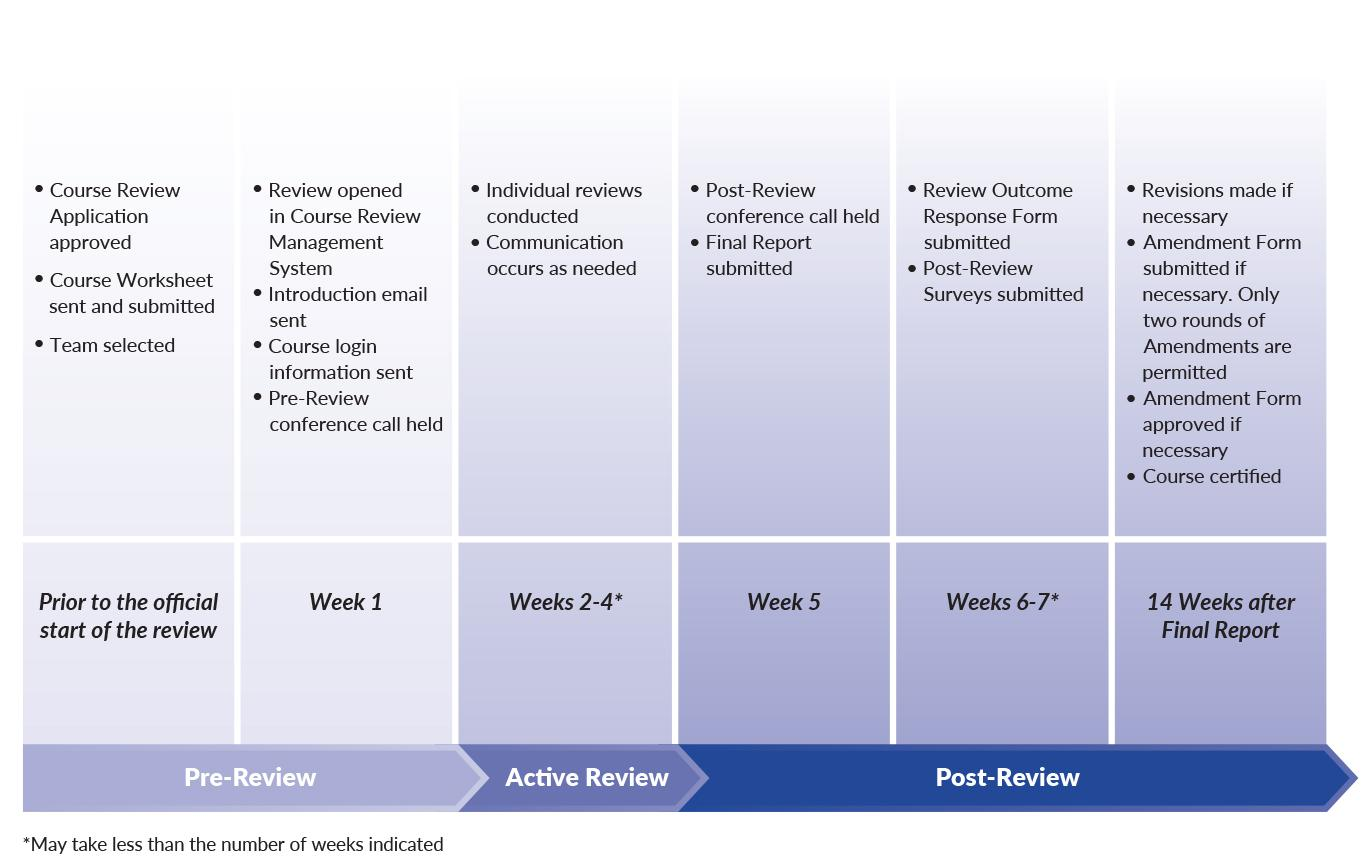 • Course Review
Application
approved
• Course Worksheet
sent and submitted
• Team selected
• Review opened
in Course Review
Management
System
• Introduction email
sent
• Course login
information sent
• Pre-Review
conference call held
• Individual reviews
conducted
• Communication
occurs as needed
• Post-Review
conference call held
• Final Report
submitted
• Review Outcome
Response Form
submitted
• Post-Review
Surveys submitted
• Revisions made if
necessary
• Amendment Form
submitted if
necessary. Only
two rounds of
Amendments are
permitted
• Amendment Form
approved if
necessary
• Course certified
Prior to the official
start of the review
Week 1
Weeks 2-4*
Week 5
Weeks 6-7*
14 Weeks after
Final Report
Pre-Review
Active Review
Post-Review
*May take less than the number of weeks indicated